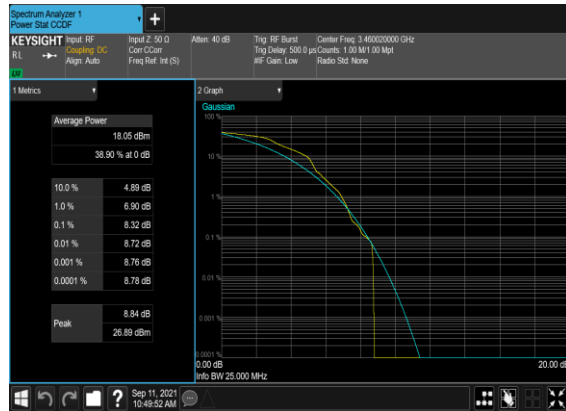 Spectrum Analyzer 1
Power Stat CCDF
+
KEYSIGHT Input: RF
Input Z: 50 Ω
Atten: 40 dB
Trig: RF Burst
Center Freq: 3.460020000 GHz
RL
Coupling: DC
Corr CCorr
Trig Delay: 500.0 µs
Counts: 1.00 M/1.00 Mpt
Align: Auto
Freq Ref: Int (S)
#IF Gain: Low
Radio Std: None
1 Metrics
2 Graph
Gaussian
Average Power
18.05 dBm
38.90 % at 0 dB
10.0 % 4.89 dB
1.0 % 6.90 dB
0.1 % 8.32 dB
0.01 % 8.72 dB
0.001 % 8.76 dB
0.0001 % 8.78 dB
Peak
8.84 dB
26.89 dBm
100 %
10 %
1 %
0.1 %
0.01 %
0.001 %
0.0001 %
0.00 dB
20.00 dB
Info BW 25.000 MHz
?
Sep 11, 2021
10:49:52 AM